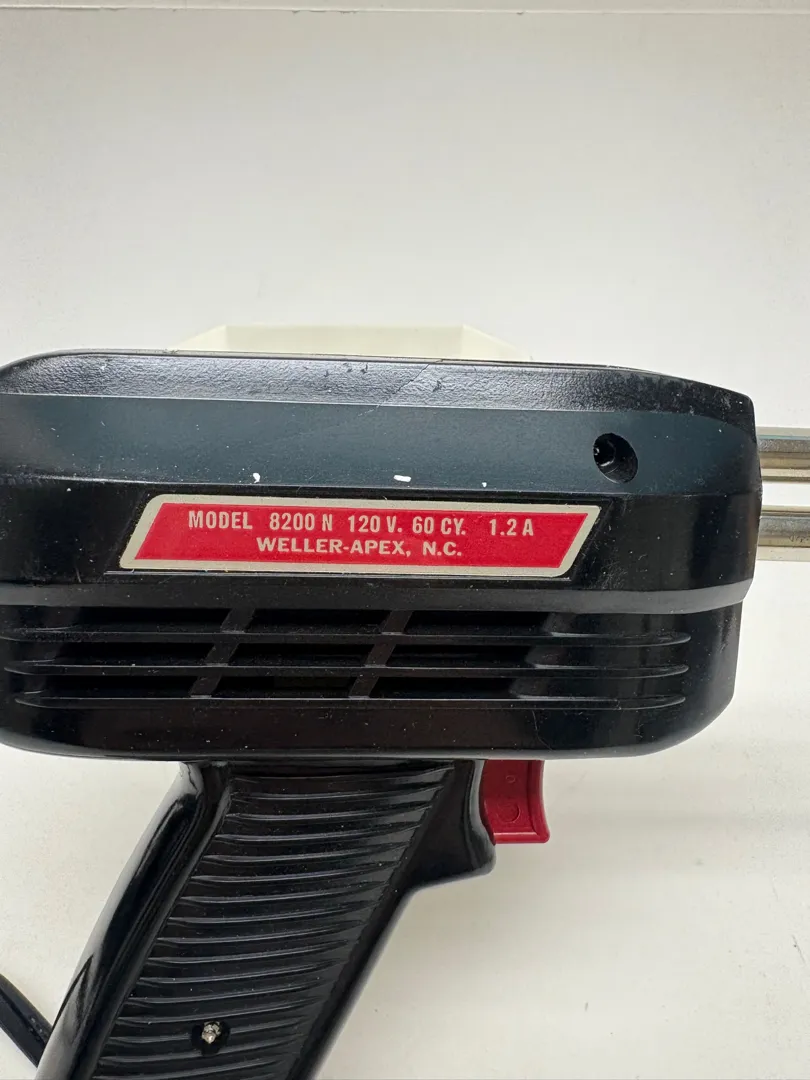 MODEL 8200 N 120 V. 60 CY. 1.2 A
WELLER-APEX, N.C.